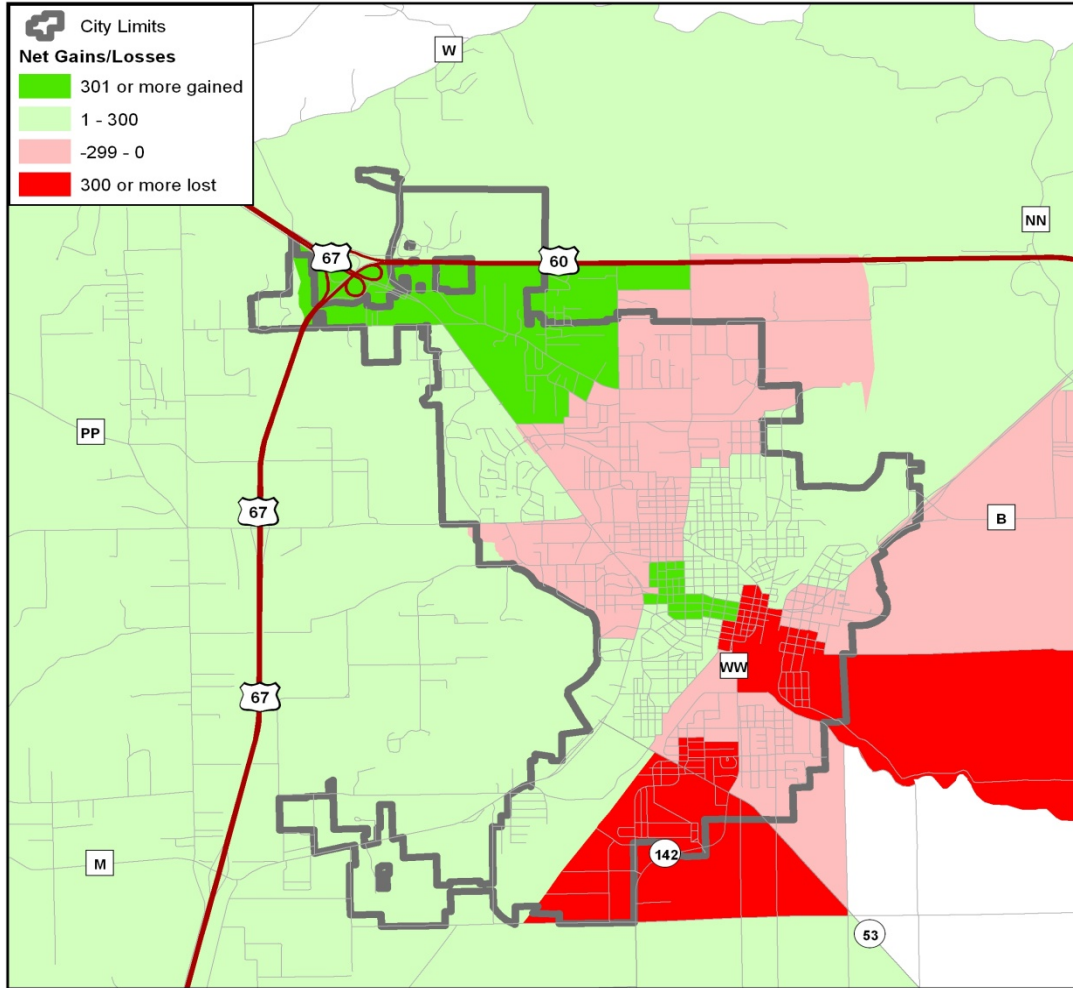 City Limits
Net Gains/Losses
301 or more gained
1 - 300
-299 - 0
300 or more lost
W
NN
67
60
PP
67
B
WW
67
M
142
53